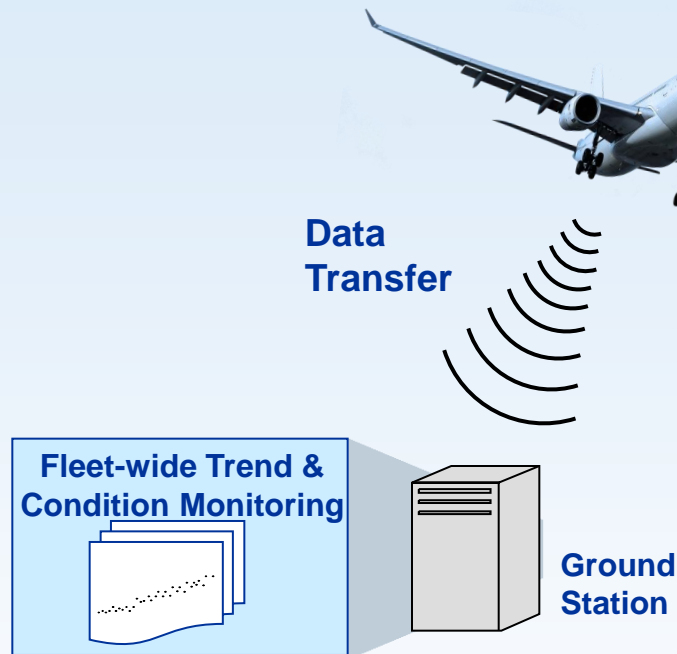 Data
Transfer
Fleet-wide Trend &
Condition Monitoring
Ground
Station